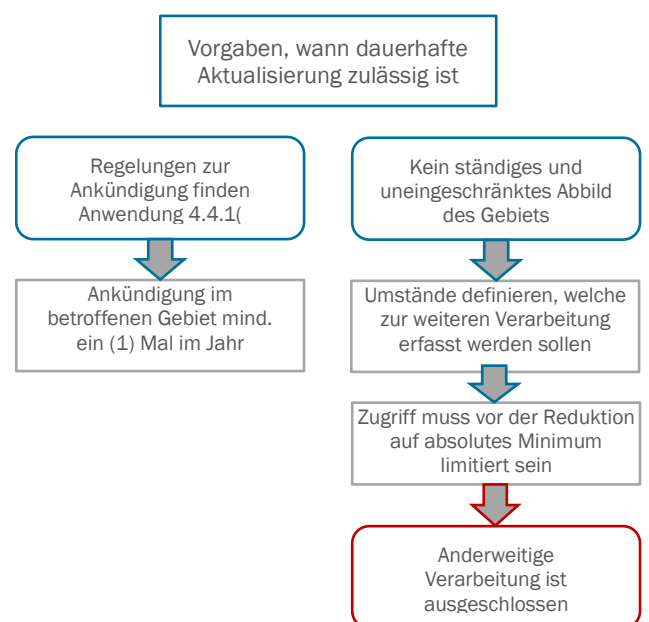 Vorgaben, wann dauerhafte
Aktualisierung zulässig ist
Regelungen zur
Ankündigung finden
Anwendung 4.4.1(
Ankündigung im
betroffenen Gebiet mind.
ein (1) Mal im Jahr
Kein ständiges und
uneingeschränktes Abbild
des Gebiets
Umstände definieren, welche
zur weiteren Verarbeitung
erfasst werden sollen
Zugriff muss vor der Reduktion
auf absolutes Minimum
limitiert sein
Anderweitige
Verarbeitung ist
ausgeschlossen